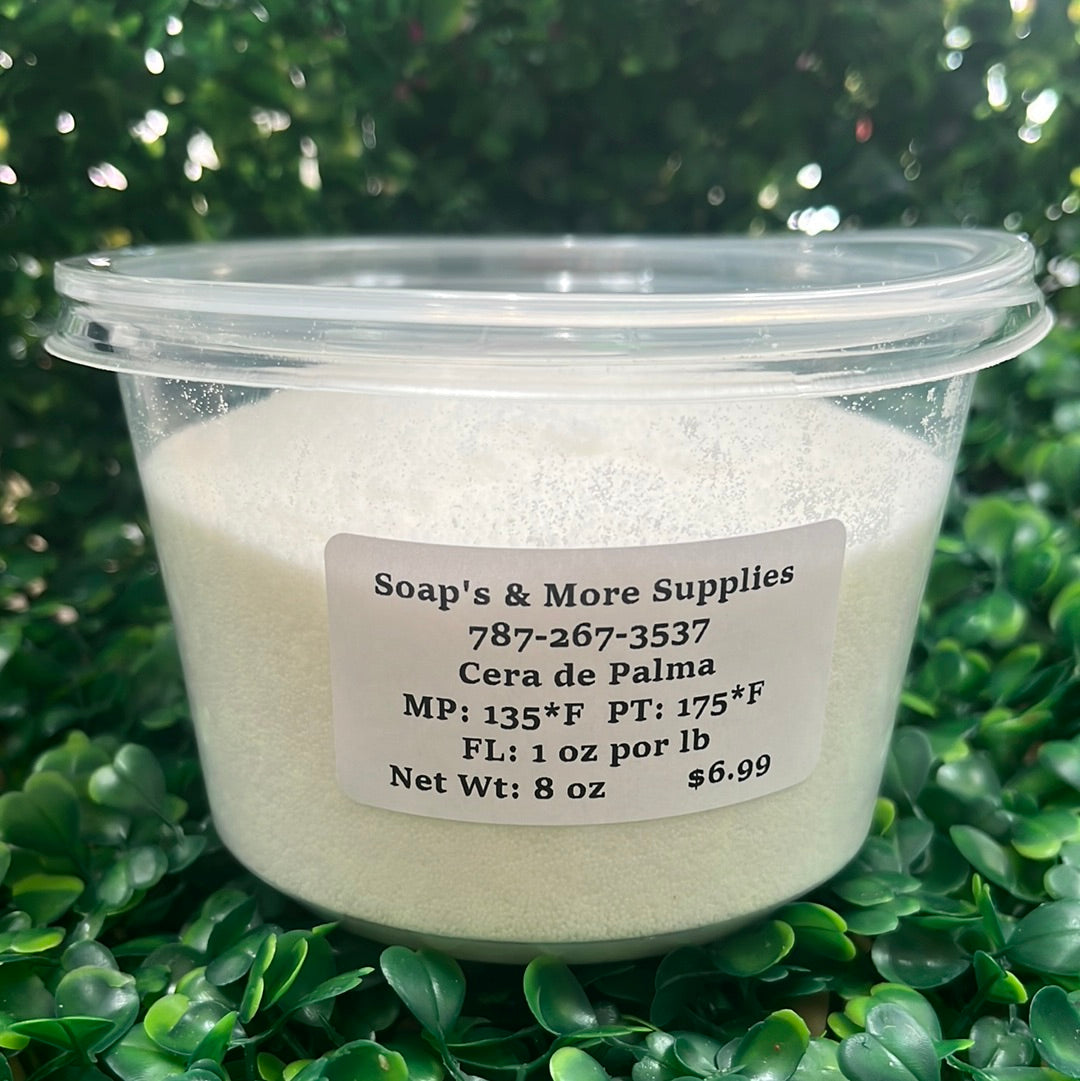 Soap's & More Supplies
787-267-3537
Cera de Palma
MP: 135*F PT: 175*F
FL: 1 oz por lb
Net Wt: 8 oz $6.99